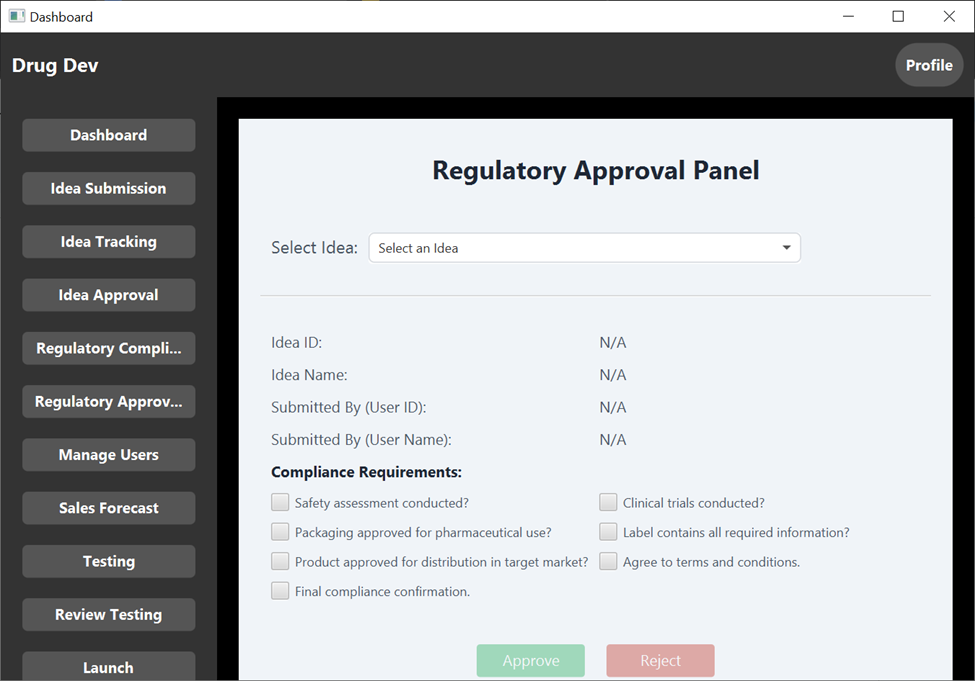 Dashboard
Drug Dev
Profile
Dashboard
Idea Submission
Idea Tracking
Idea Approval
Regulatory Compli...
Regulatory Approv...
Manage Users
Sales Forecast
Testing
Review Testing
Launch
Regulatory Approval Panel
Select Idea: Select an Idea
Idea ID: N/A
Idea Name: N/A
Submitted By (User ID): N/A
Submitted By (User Name): N/A
Compliance Requirements:
Safety assessment conducted? Clinical trials conducted?
Packaging approved for pharmaceutical use? Label contains all required information?
Product approved for distribution in target market? Agree to terms and conditions.
Final compliance confirmation.
Approve Reject